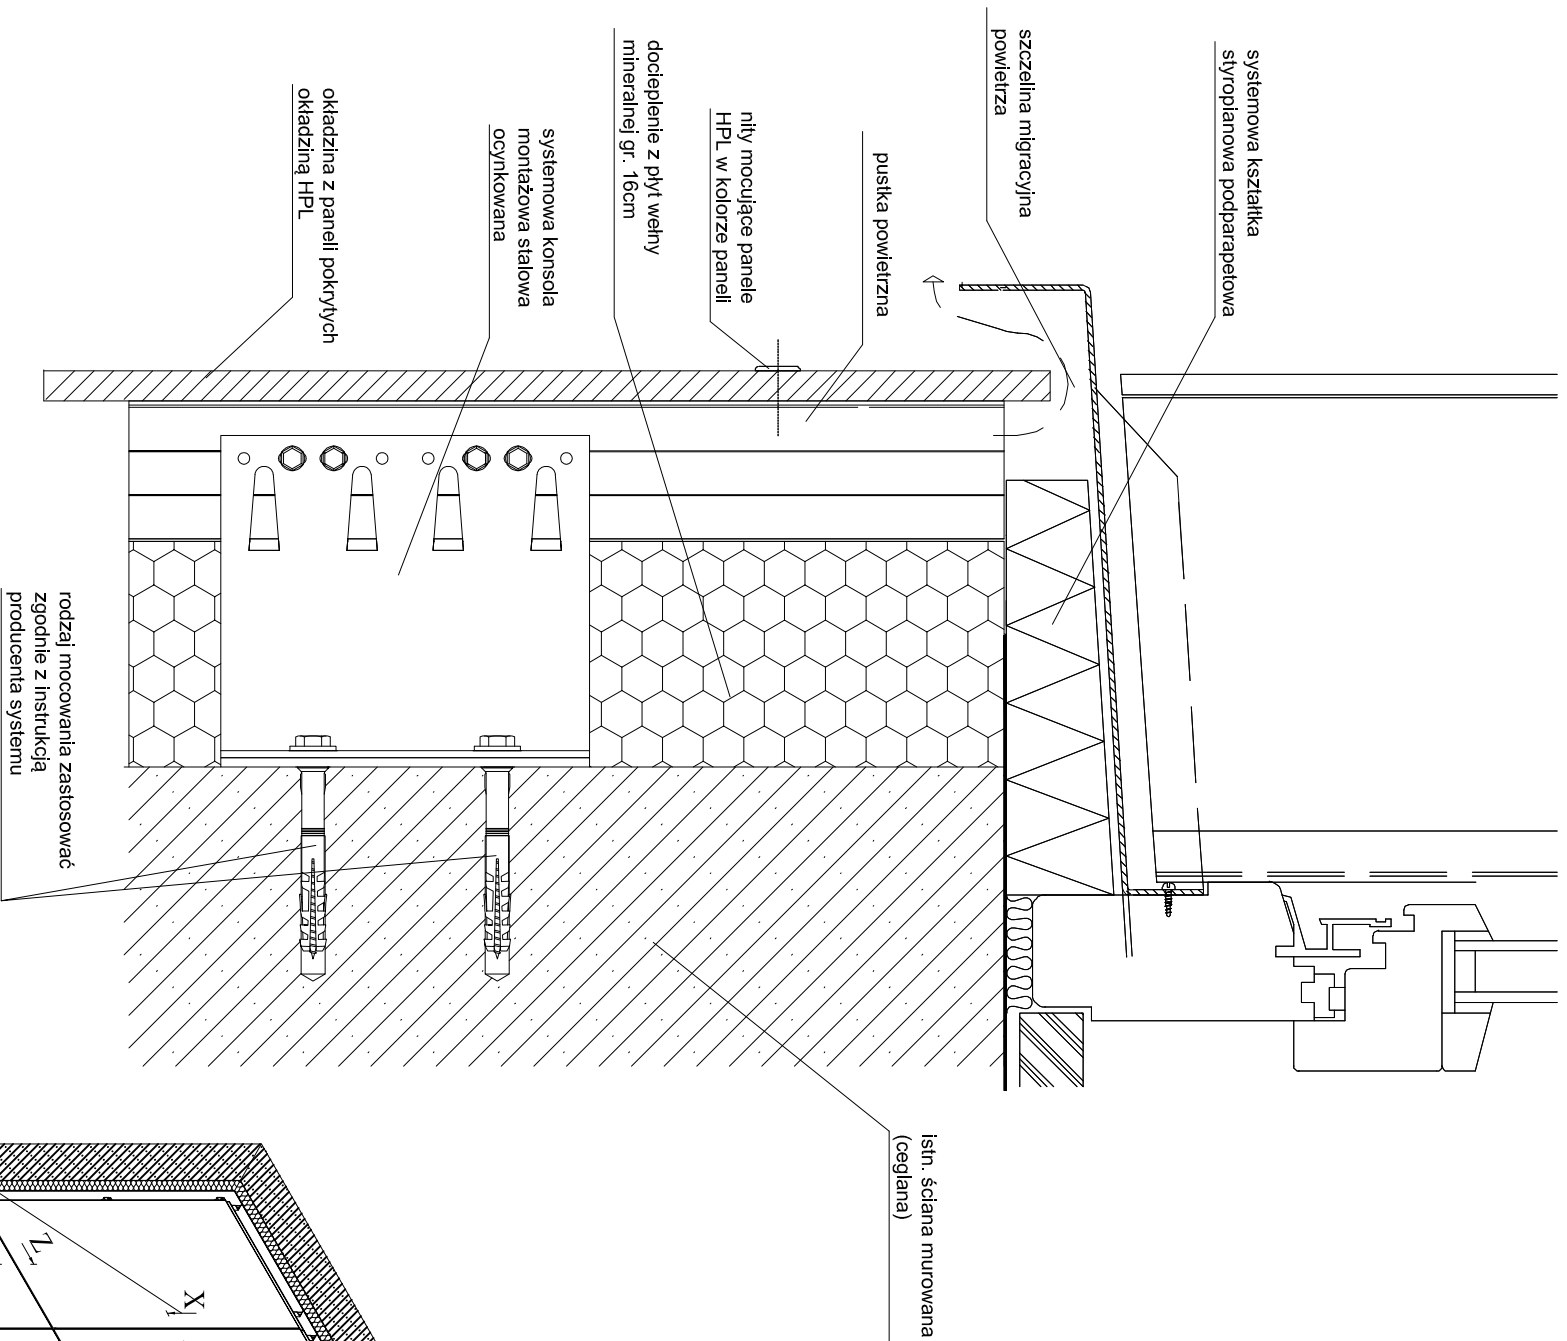 systemowa kształtka
styropianowa podparapetowa
szczelina migracyjna
powietrza
pustka powietrzna
nity mocujące panele
HPL w kolorze paneli
docieplenie z płyt wełny
mineralnej gr. 16cm
systemowa konsola
montażowa stalowa
ocynkowana
okładzina z paneli pokrytych
okładziną HPL
rodzaj mocowania zastosować
zgodnie z instrukcją
producenta systemu
istn. ściana murowana
(ceglana)
X
Z